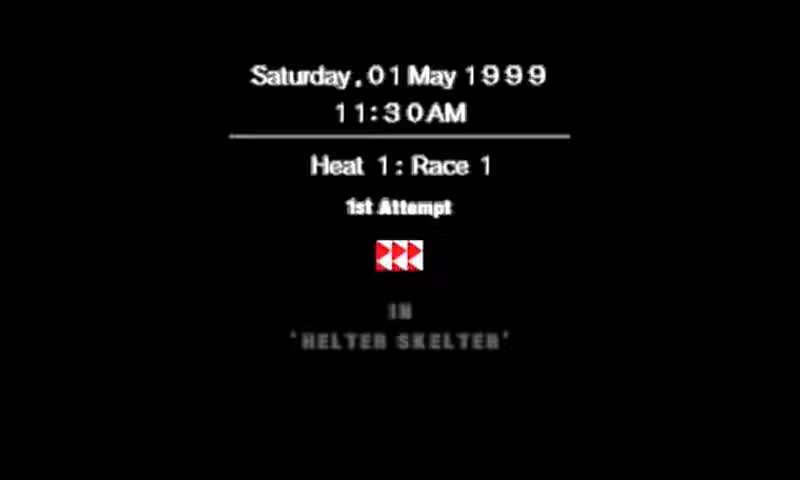 Saturday, 01 May 1999
11:30AM
Heat 1: Race 1
1st Attempt
IN
'HELTER SKELTER'